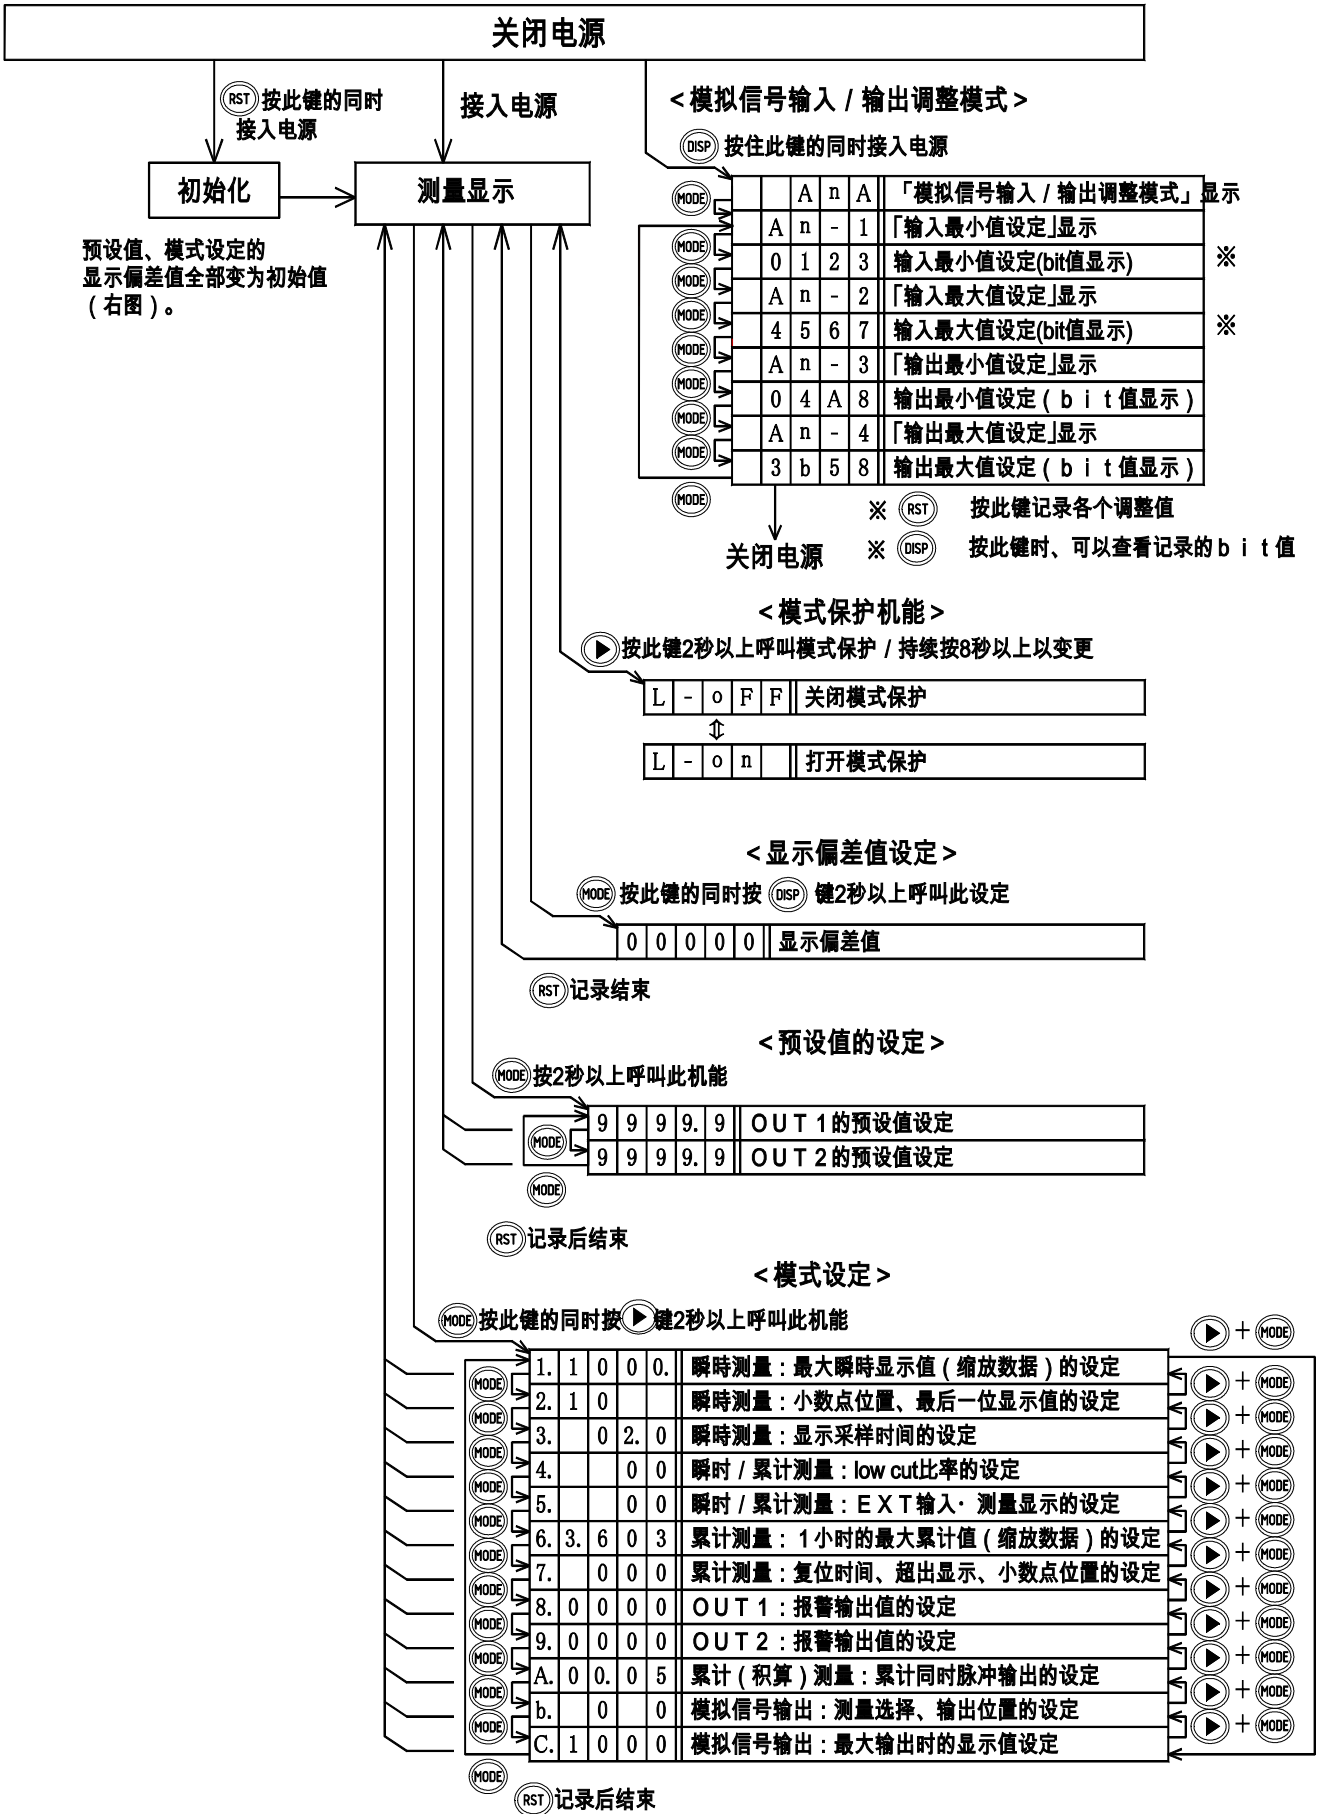 关闭电源
RST 按此键的同时
接入电源
接入电源
<模拟信号输入/输出调整模式>
DISP 按住此键的同时接入电源
初始化
测量显示
预设值、模式设定的
显示偏差值全部变为初始值
(右图)。
MODE
A n A 「模拟信号输入/输出调整模式」显示
A n - 1 「输入最小值设定」显示
MODE
0 1 2 3 输入最小值设定(bit值显示) ※
MODE
A n - 2 「输入最大值设定」显示
MODE
4 5 6 7 输入最大值设定(bit值显示) ※
MODE
A n - 3 「输出最小值设定」显示
MODE
0 4 A 8 输出最小值设定(bit值显示)
MODE
A n - 4 「输出最大值设定」显示
MODE
3 b 5 8 输出最大值设定(bit值显示)
MODE
※ RST 按此键记录各个调整值
关闭电源
※ DISP 按此键时、可以查看记录的bit值
<模式保护机能>
▶ 按此键2秒以上呼叫模式保护/持续按8秒以上以变更
L - o F F 关闭模式保护
⇕
L - o n 打开模式保护
<显示偏差值设定>
MODE 按此键的同时按 DISP 键2秒以上呼叫此设定
0 0 0 0 0 显示偏差值
RST 记录结束
<预设值的设定>
MODE 按2秒以上呼叫此机能
9 9 9 9. 9 OUT1的预设值设定
MODE
9 9 9 9. 9 OUT2的预设值设定
MODE
RST 记录后结束
<模式设定>
MODE 按此键的同时按 ▶ 键2秒以上呼叫此机能
▶ + MODE
1. 1 0 0 0. 瞬時测量:最大瞬時显示值(缩放数据)的设定
MODE ▶ + MODE
2. 1 0 瞬時测量:小数点位置、最后一位显示值的设定
MODE ▶ + MODE
3. 0 2. 0 瞬時测量:显示采样时间的设定
MODE ▶ + MODE
4. 0 0 瞬时/累计测量:low cut比率的设定
MODE ▶ + MODE
5. 0 0 瞬时/累计测量:EXT输入·测量显示的设定
MODE ▶ + MODE
6. 3. 6 0 3 累计测量:1小时的最大累计值(缩放数据)的设定
MODE ▶ + MODE
7. 0 0 0 累计测量:复位时间、超出显示、小数点位置的设定
MODE ▶ + MODE
8. 0 0 0 0 OUT1:报警输出值的设定
MODE ▶ + MODE
9. 0 0 0 0 OUT2:报警输出值的设定
MODE ▶ + MODE
A. 0 0. 0 5 累计(积算)测量:累计同时脉冲输出的设定
MODE ▶ + MODE
b. 0 0 模拟信号输出:测量选择、输出位置的设定
MODE ▶ + MODE
C. 1 0 0 0 模拟信号输出:最大输出时的显示值设定
MODE
RST 记录后结束